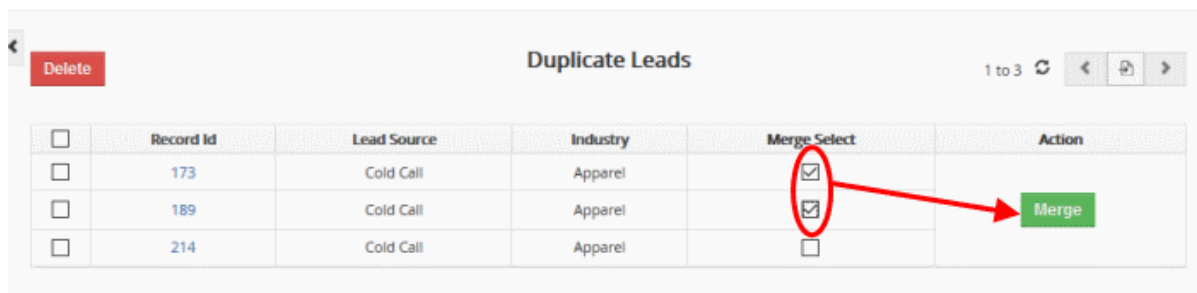 Duplicate Leads
Delete
1 to 3
Record Id Lead Source Industry Merge Select Action
173 Cold Call Apparel
189 Cold Call Apparel Merge
214 Cold Call Apparel